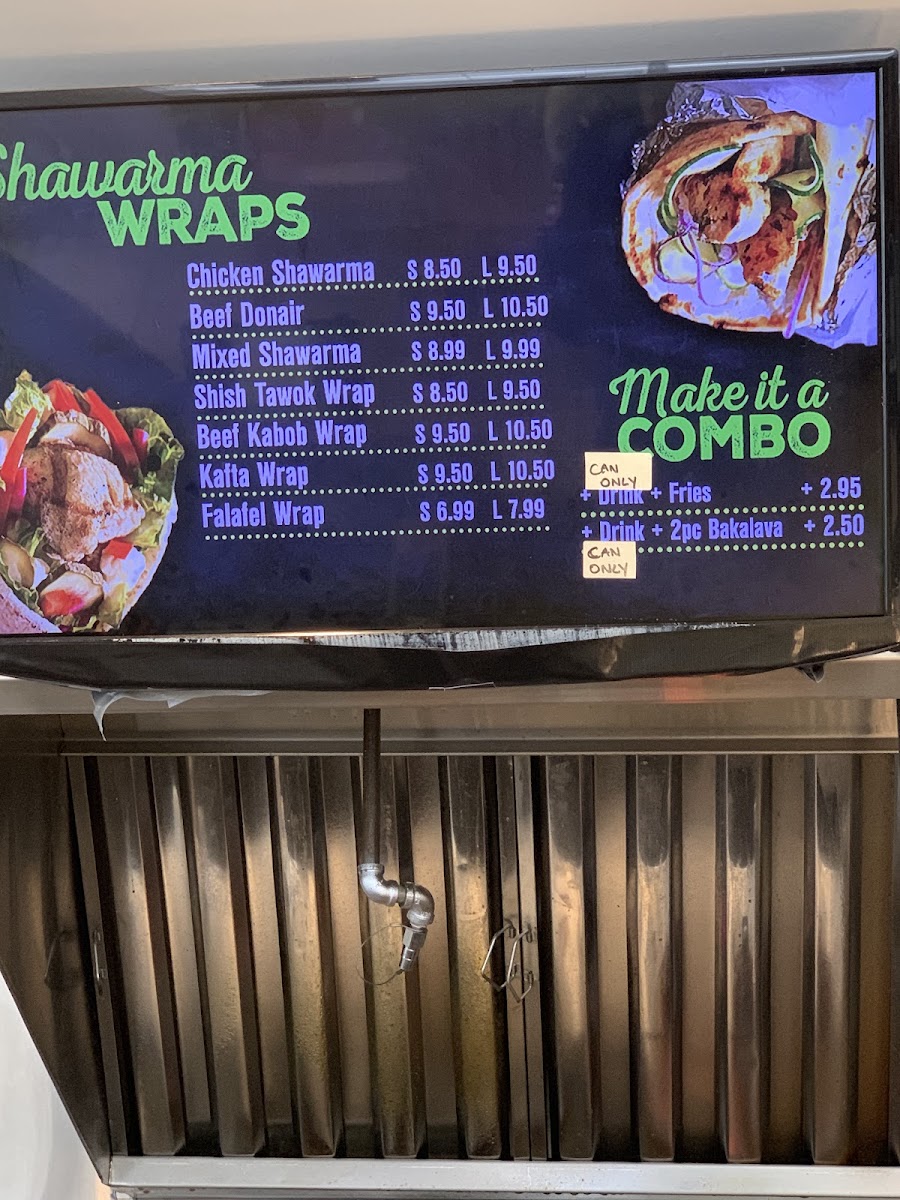 Shawarma
WRAPS
Chicken Shawarma S 8.50 L 9.50
Beef Donair S 9.50 L 10.50
Mixed Shawarma S 8.99 L 9.99
Shish Tawok Wrap S 8.50 L 9.50
Beef Kabob Wrap S 9.50 L 10.50
Kafta Wrap S 9.50 L 10.50
Falafel Wrap S 6.99 L 7.99
Make it a
COMBO
CAN
ONLY
+ Drink + Fries + 2.95
+ Drink + 2pc Bakalava + 2.50
CAN
ONLY